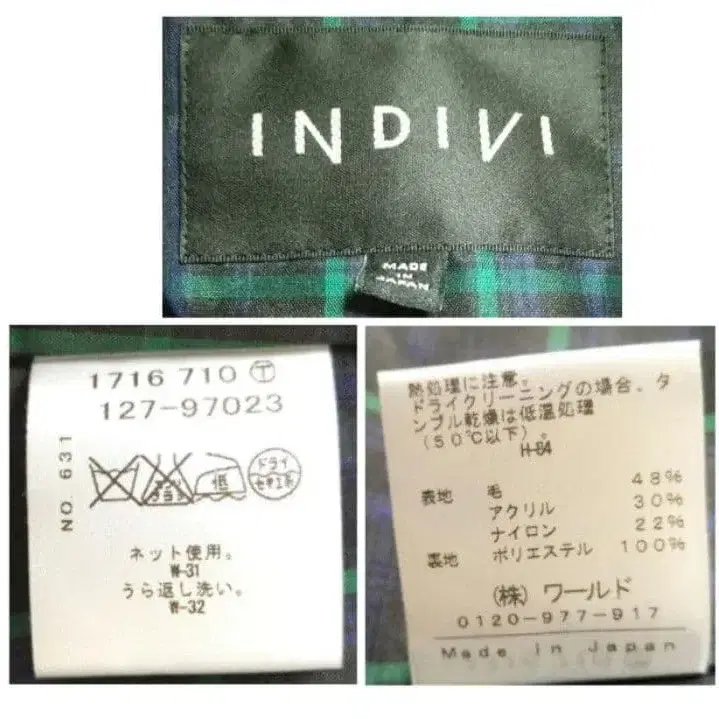 INDIVI
MADE
IN
JAPAN
1716 710 Ⓣ
127-97023
NO. 631
低
ドライ
セキユ系
ネット使用。
W-31
うら返し洗い。
W-32
熱処理に注意。
ドライクリーニングの場合、タ
ンブル乾燥は低温処理
(50℃以下)。
H-84
表地 毛 48%
アクリル 30%
ナイロン 22%
裏地 ポリエステル 100%
(株) ワールド
0120-977-917
Made in Japan